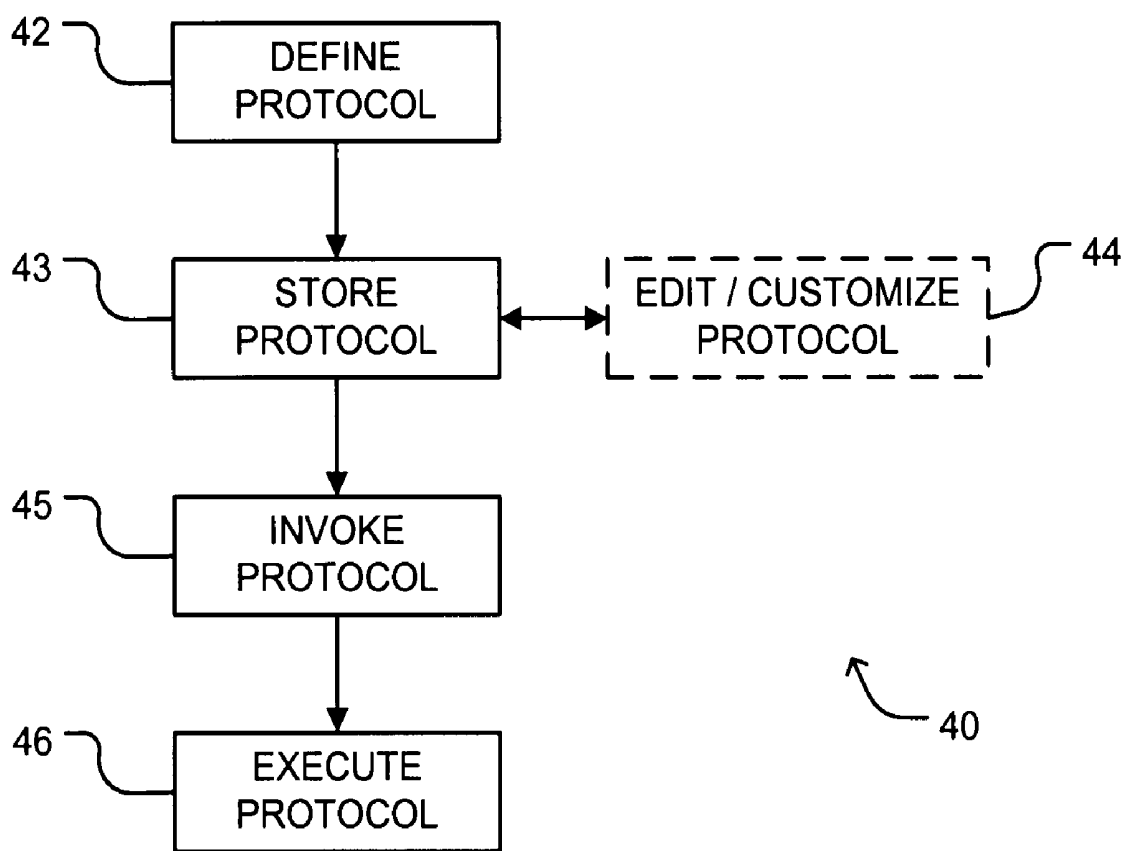 42
DEFINE
PROTOCOL
43
STORE
PROTOCOL
EDIT / CUSTOMIZE
PROTOCOL
44
45
INVOKE
PROTOCOL
40
46
EXECUTE
PROTOCOL